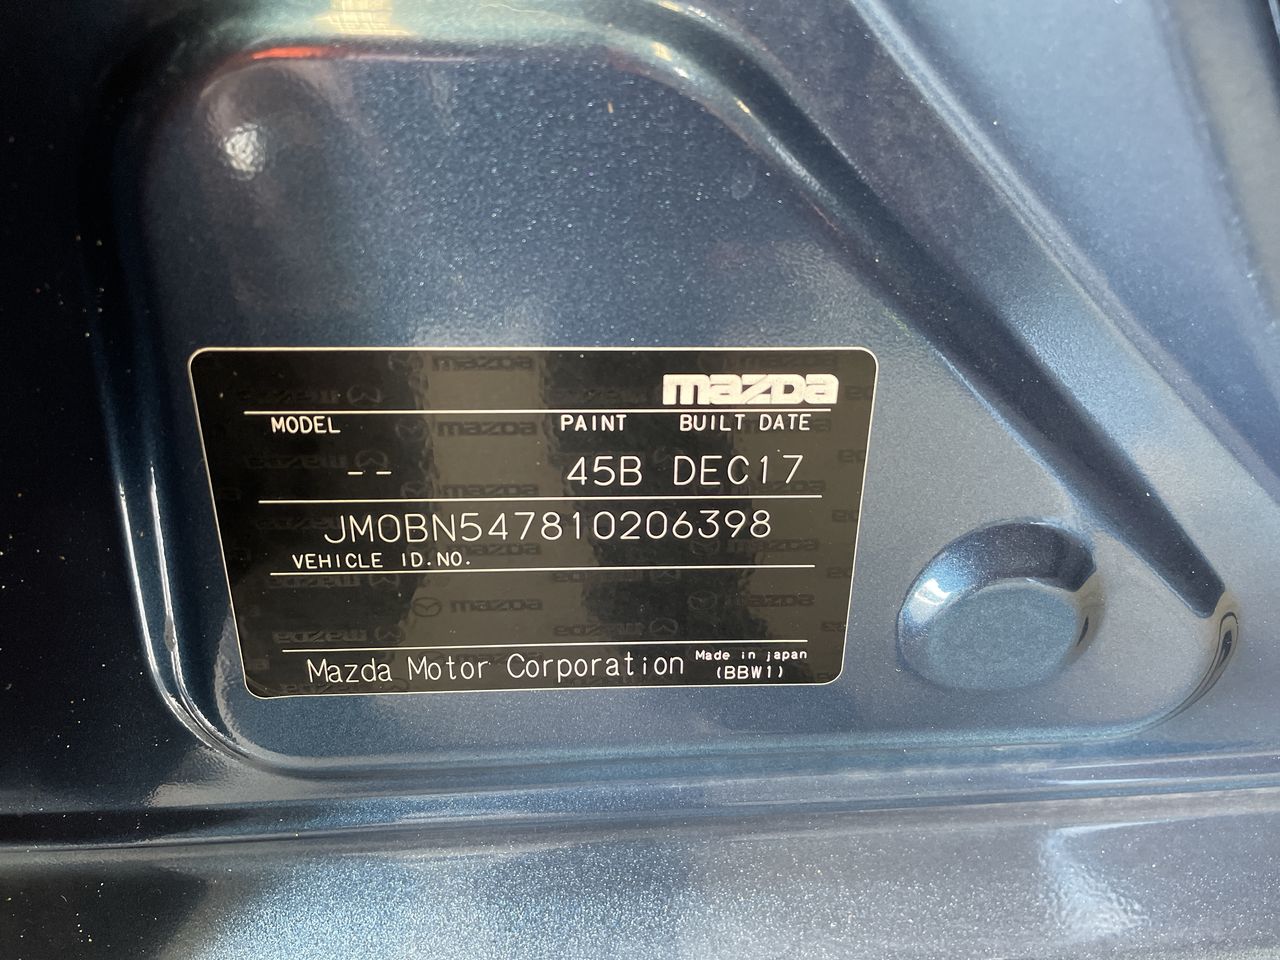 mazda
MODEL PAINT BUILT DATE
-- 45B DEC17
JM0BN547810206398
VEHICLE ID.NO.
Mazda Motor Corporation Made in japan
(BBW1)